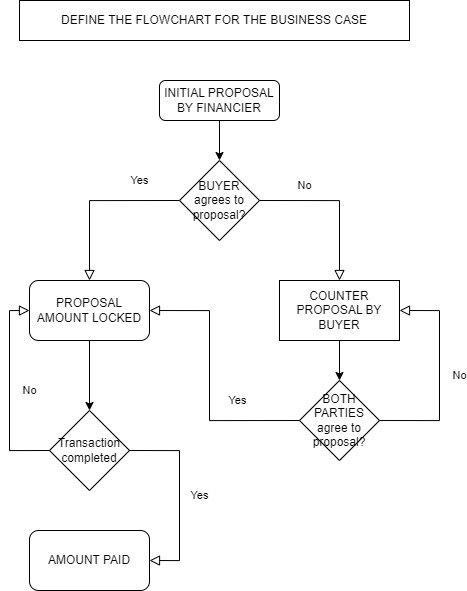 DEFINE THE FLOWCHART FOR THE BUSINESS CASE
INITIAL PROPOSAL
BY FINANCIER
Yes
BUYER
agrees to
proposal?
No
PROPOSAL
AMOUNT LOCKED
COUNTER
PROPOSAL BY
BUYER
No
Yes
BOTH
PARTIES
agree to
proposal?
No
Transaction
completed
Yes
AMOUNT PAID